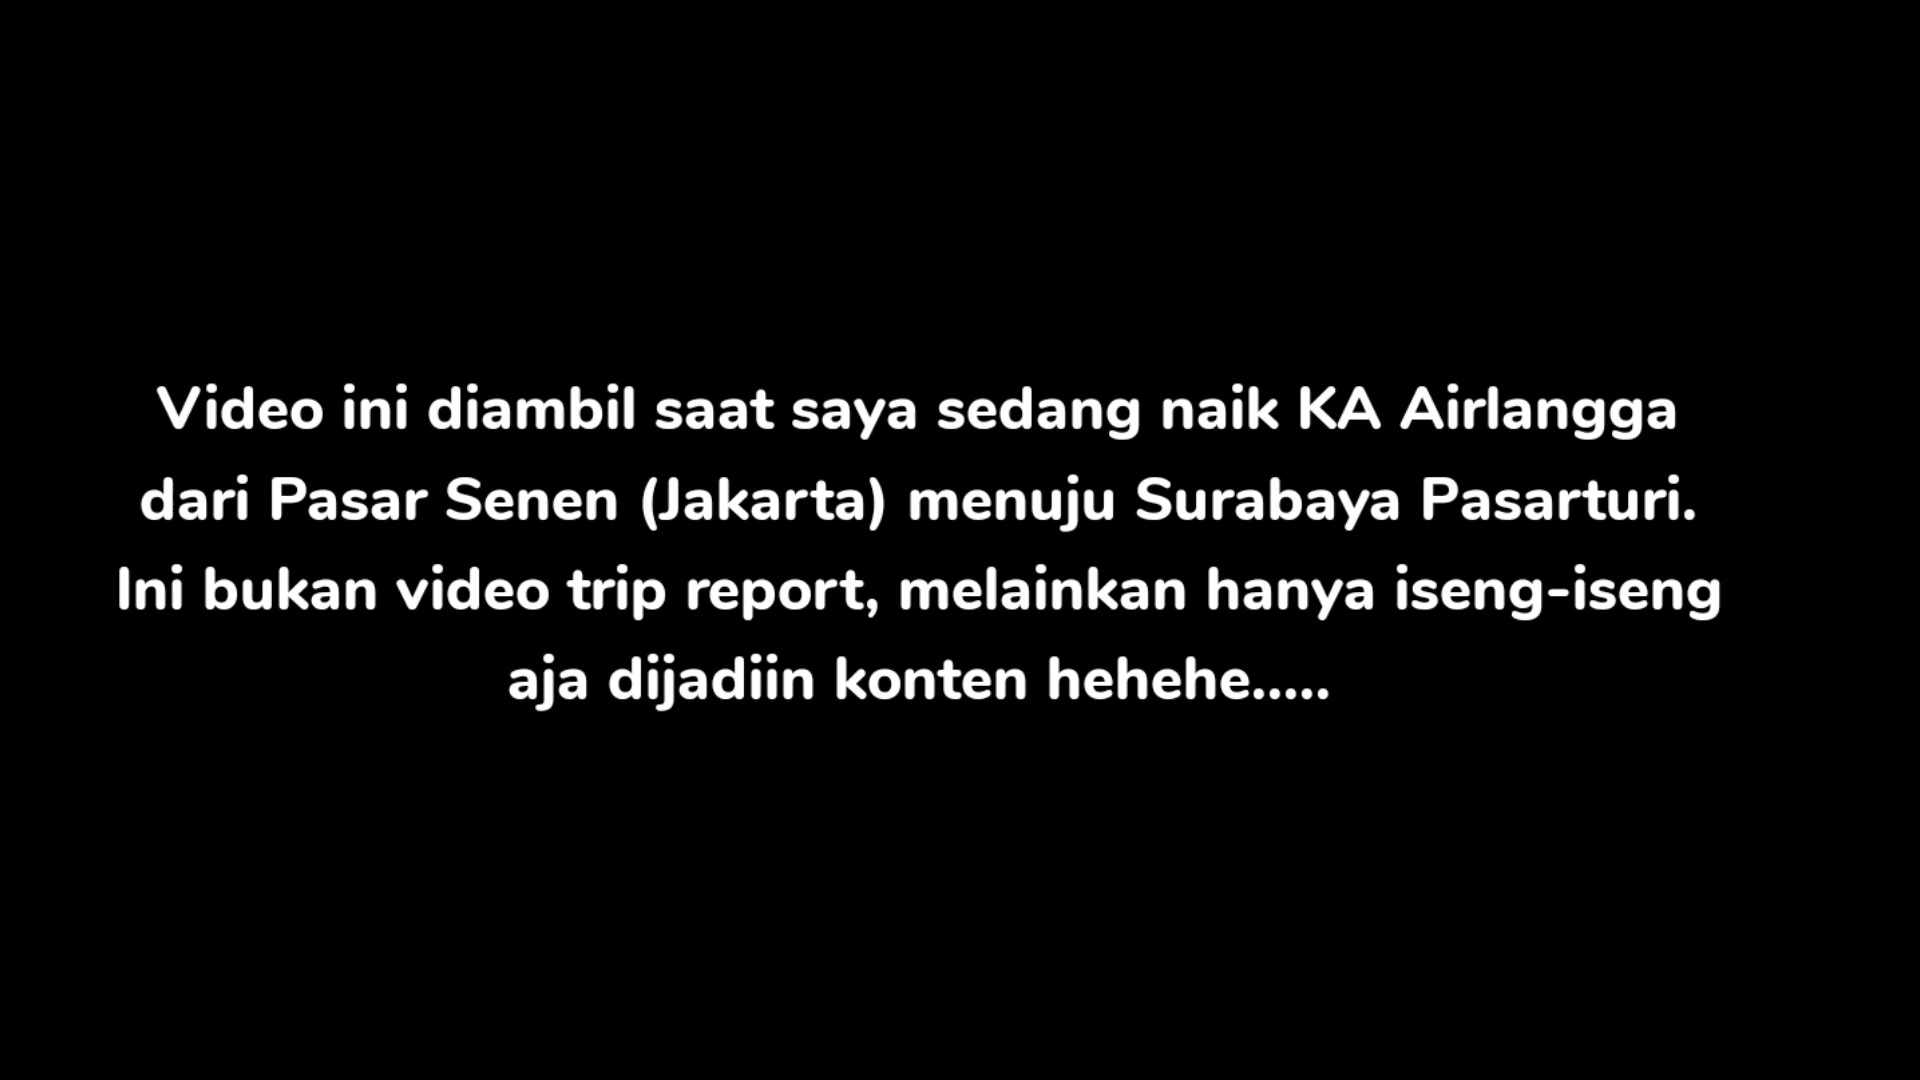 Video ini diambil saat saya sedang naik KA Airlangga
dari Pasar Senen (Jakarta) menuju Surabaya Pasarturi.
Ini bukan video trip report, melainkan hanya iseng-iseng
aja dijadiin konten hehehe.....